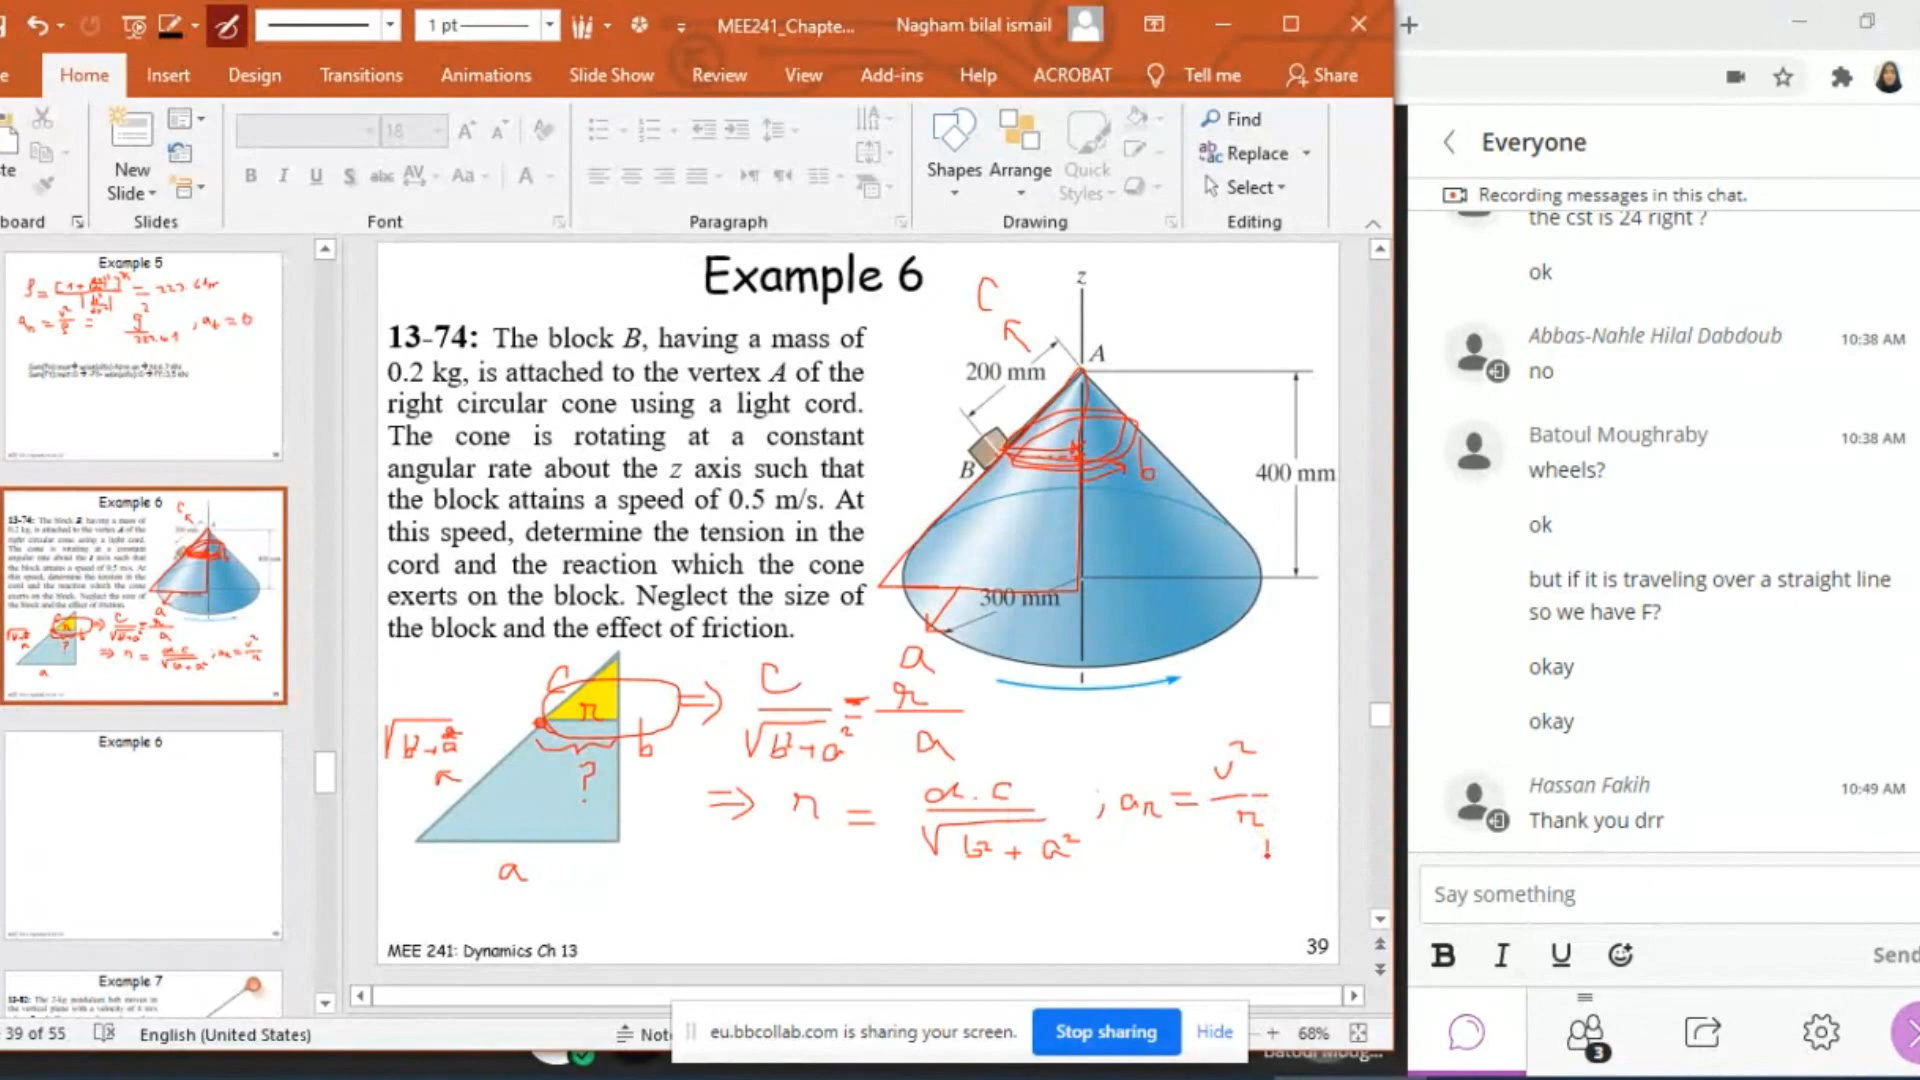 1 pt
MEE241_Chapte...
Nagham bilal ismail
Home Insert Design Transitions Animations Slide Show Review View Add-ins Help ACROBAT Tell me Share
New
Slide
Slides
18
Font
Paragraph
Shapes Arrange Quick
Styles
Drawing
Find
Replace
Select
Editing
Example 5
Example 6
Example 6
Example 7
Example 6
13-74: The block B, having a mass of
0.2 kg, is attached to the vertex A of the
right circular cone using a light cord.
The cone is rotating at a constant
angular rate about the z axis such that
the block attains a speed of 0.5 m/s. At
this speed, determine the tension in the
cord and the reaction which the cone
exerts on the block. Neglect the size of
the block and the effect of friction.
C
z
A
200 mm
B
b
400 mm
300 mm
C
r
b
?
a
⇒ C/√b²+a² = r/a
⇒ r = a.c/√b²+a² ; an = v²/r
MEE 241: Dynamics Ch 13
39
39 of 55
English (United States)
68%
eu.bbcollab.com is sharing your screen.
Stop sharing
Hide
Everyone
Recording messages in this chat.
the cst is 24 right ?
ok
Abbas-Nahle Hilal Dabdoub 10:38 AM
no
Batoul Moughraby 10:38 AM
wheels?
ok
but if it is traveling over a straight line
so we have F?
okay
okay
Hassan Fakih 10:49 AM
Thank you drr
Say something
B I U
Send
3